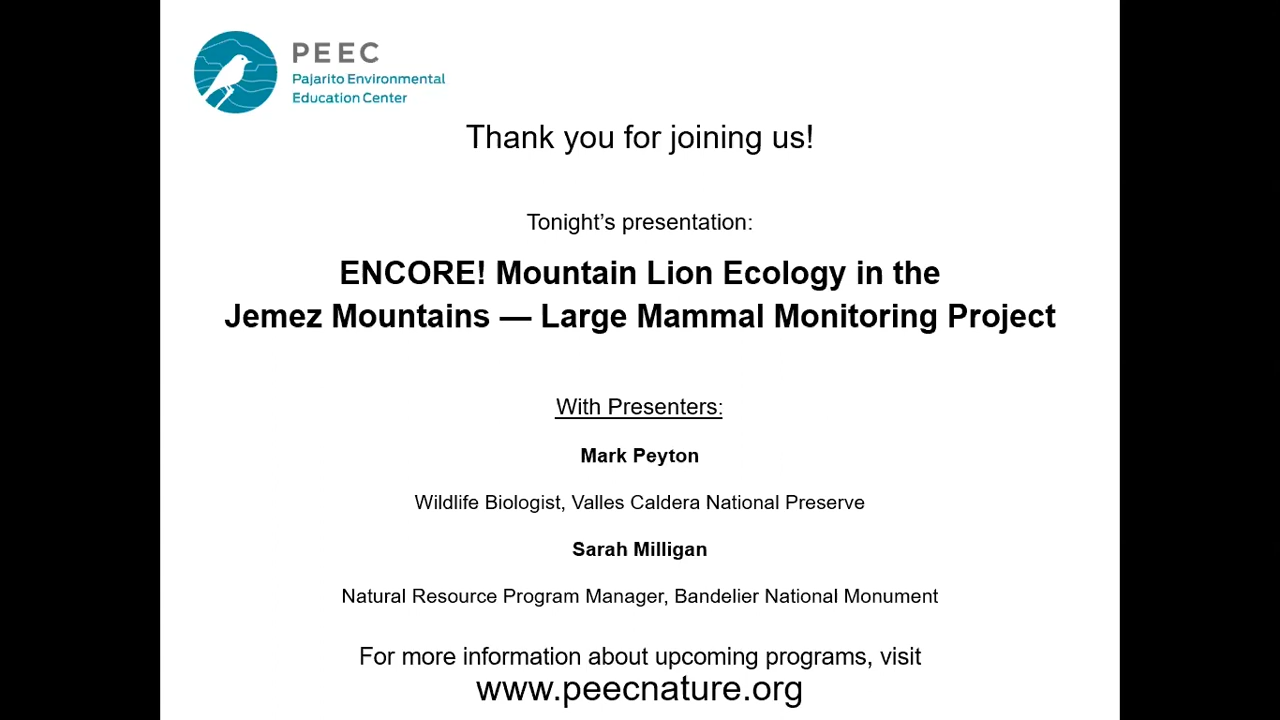 PEEC
Pajarito Environmental
Education Center
Thank you for joining us!
Tonight’s presentation:
ENCORE! Mountain Lion Ecology in the
Jemez Mountains — Large Mammal Monitoring Project
With Presenters:
Mark Peyton
Wildlife Biologist, Valles Caldera National Preserve
Sarah Milligan
Natural Resource Program Manager, Bandelier National Monument
For more information about upcoming programs, visit
www.peecnature.org